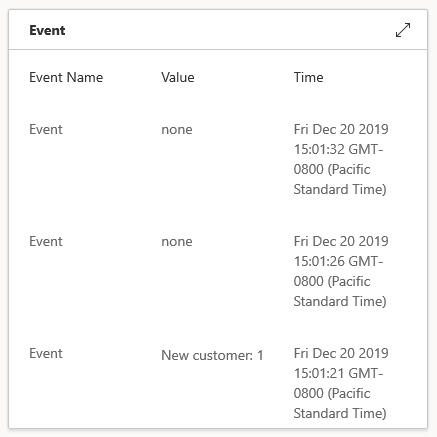 Event
Event Name Value Time
Event none Fri Dec 20 2019
15:01:32 GMT-
0800 (Pacific
Standard Time)
Event none Fri Dec 20 2019
15:01:26 GMT-
0800 (Pacific
Standard Time)
Event New customer: 1 Fri Dec 20 2019
15:01:21 GMT-
0800 (Pacific
Standard Time)